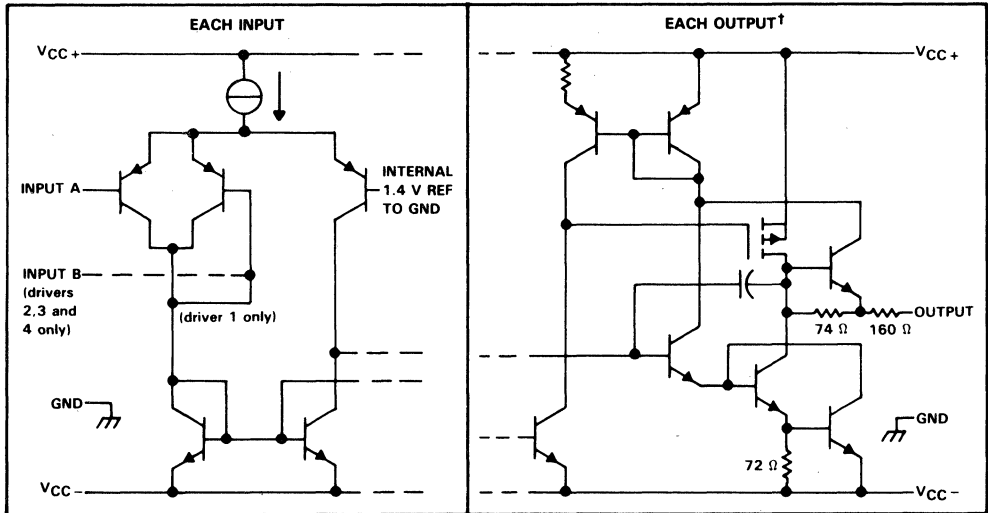 EACH INPUT
VCC+
INPUT A
INTERNAL
1.4 V REF
TO GND
INPUT B
(drivers
2,3 and
4 only)
(driver 1 only)
GND
VCC−
EACH OUTPUT†
VCC+
OUTPUT
74 Ω
160 Ω
GND
72 Ω
VCC−